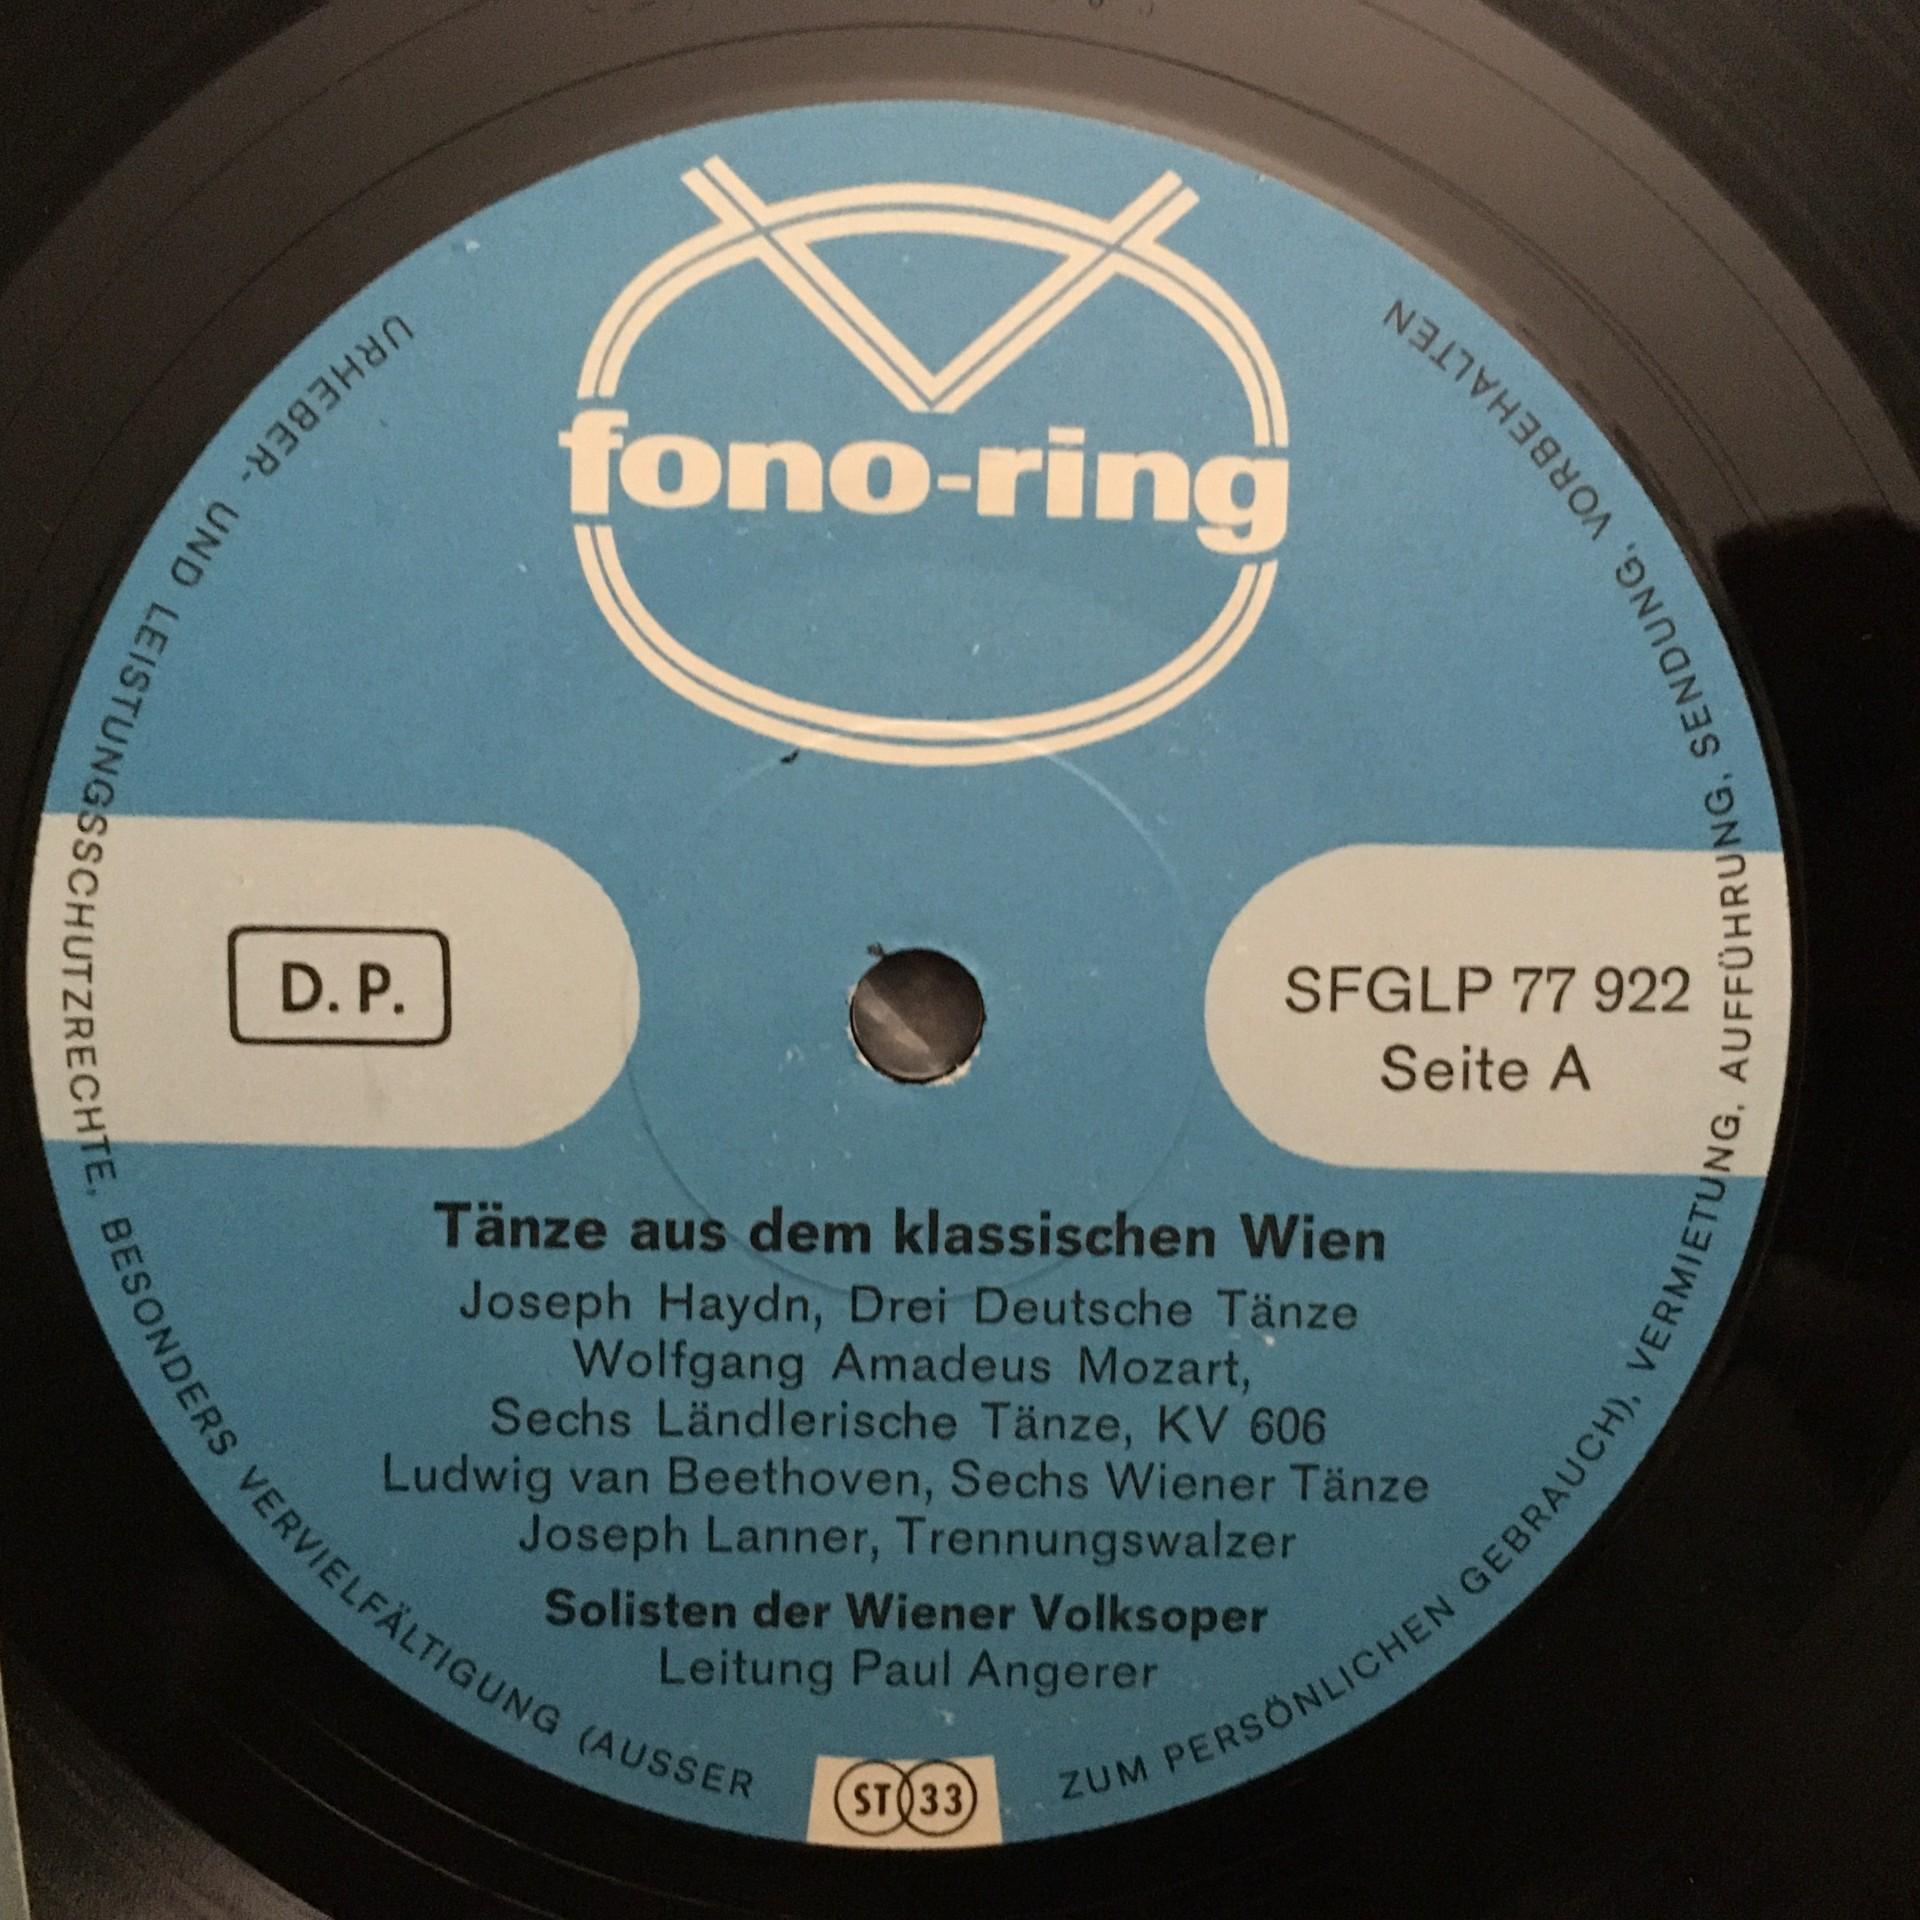 fono-ring
D. P.
SFGLP 77 922
Seite A
Tänze aus dem klassischen Wien
Joseph Haydn, Drei Deutsche Tänze
Wolfgang Amadeus Mozart,
Sechs Ländlerische Tänze, KV 606
Ludwig van Beethoven, Sechs Wiener Tänze
Joseph Lanner, Trennungswalzer
Solisten der Wiener Volksoper
Leitung Paul Angerer
ST 33
URHEBER- UND LEISTUNGSSCHUTZRECHTE, BESONDERS VERVIELFÄLTIGUNG (AUSSER ZUM PERSÖNLICHEN GEBRAUCH), VERMIETUNG, AUFFÜHRUNG, SENDUNG, VORBEHALTEN